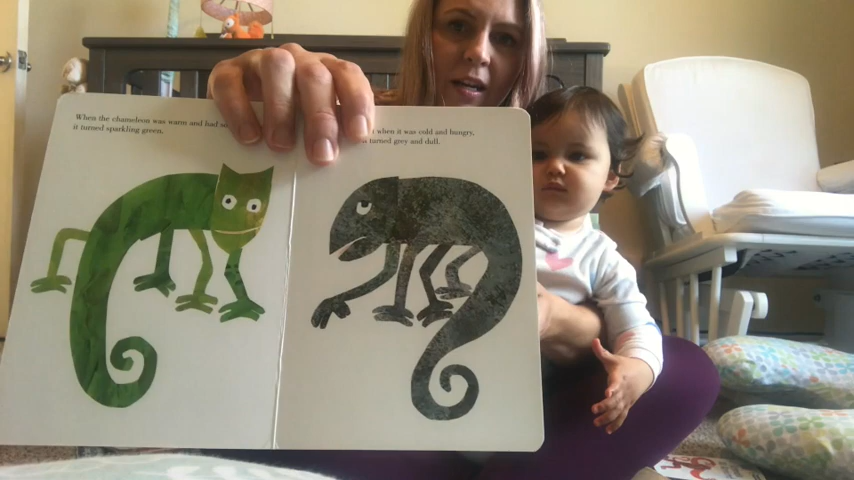 When the chameleon was warm and had
it turned sparkling green.
when it was cold and hungry,
turned grey and dull.